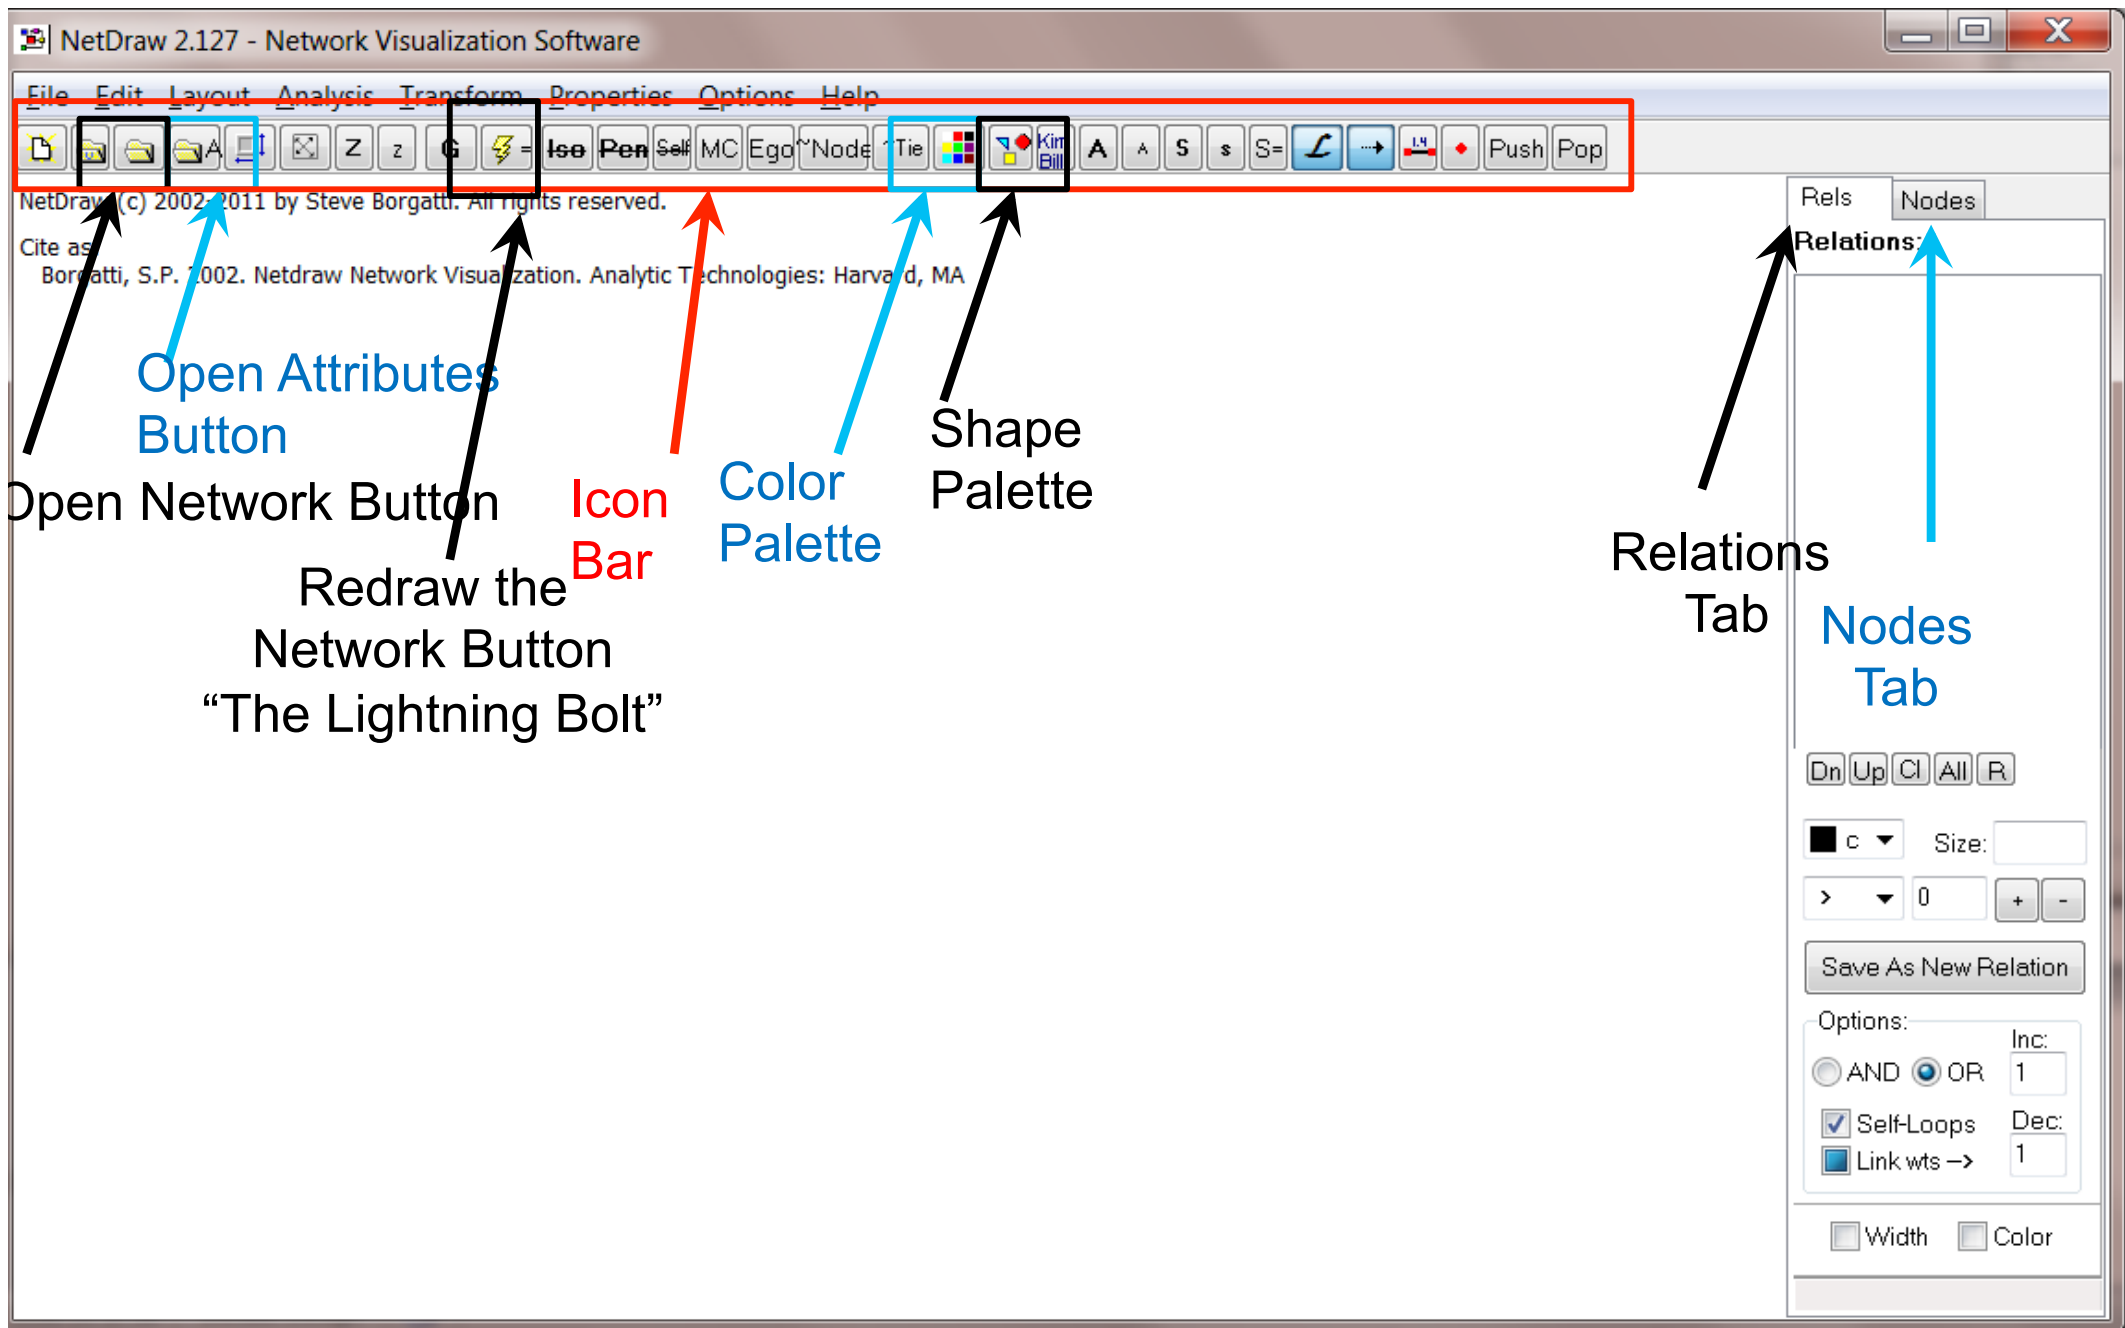 NetDraw 2.127 - Network Visualization Software
File Edit Layout Analysis Transform Properties Options Help
A Z z G = Iso Pen Self MC Ego ~Node ~Tie Kim Bill A A S s S= L 1.4 Push Pop
NetDraw (c) 2002-2011 by Steve Borgatti. All rights reserved.
Cite as:
Borgatti, S.P. 2002. Netdraw Network Visualization. Analytic Technologies: Harvard, MA
Rels Nodes
Relations:
Open Attributes
Button
Open Network Button
Redraw the
Network Button
“The Lightning Bolt”
Icon
Bar
Color
Palette
Shape
Palette
Relations
Tab
Nodes
Tab
Dn Up Cl All R
c Size:
> 0 + -
Save As New Relation
Options:
Inc:
AND OR 1
Self-Loops Dec:
Link wts --> 1
Width Color